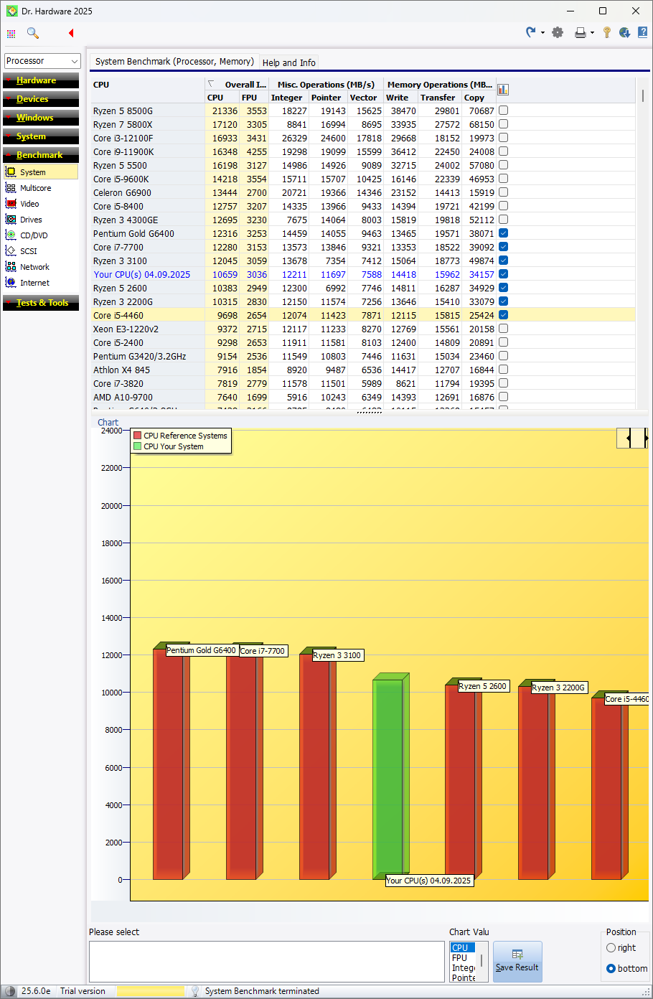 Dr. Hardware 2025
Processor
Hardware
Devices
Windows
System
Benchmark
System
Multicore
Video
Drives
CD/DVD
SCSI
Network
Internet
Tests & Tools
System Benchmark (Processor, Memory) Help and Info
CPU Overall I... Misc. Operations (MB/s) Memory Operations (MB...
CPU FPU Integer Pointer Vector Write Transfer Copy
Ryzen 5 8500G 21336 3553 18227 19143 15625 38470 29801 70687
Ryzen 7 5800X 17120 3305 8841 16994 8695 33935 27572 68150
Core i3-12100F 16933 3431 26329 24600 17818 29668 18152 19973
Core i9-11900K 16348 4255 19298 19099 15599 36412 22450 24008
Ryzen 5 5500 16198 3127 14986 14926 9089 32715 24002 57080
Core i5-9600K 14218 3554 15711 15707 10425 16146 22339 46953
Celeron G6900 13444 2700 20721 19366 14346 23152 14413 15919
Core i5-8400 12757 3207 14335 13966 9433 14394 19721 42199
Ryzen 3 4300GE 12695 3230 7675 14064 8003 15819 19818 52112
Pentium Gold G6400 12316 3253 14459 14055 9463 13465 19571 38071
Core i7-7700 12280 3153 13573 13846 9321 13353 18522 39092
Ryzen 3 3100 12045 3059 13678 7354 7412 15064 18773 49874
Your CPU(s) 04.09.2025 10659 3036 12211 11697 7588 14418 15962 34157
Ryzen 5 2600 10383 2949 12300 6992 7746 14811 16287 34929
Ryzen 3 2200G 10315 2830 12150 11574 7256 13646 15410 33079
Core i5-4460 9698 2654 12074 11423 7871 12115 15815 25424
Xeon E3-1220v2 9372 2715 12117 11233 8270 12769 15561 20158
Core i5-2400 9298 2653 11911 11581 8103 12400 14809 20891
Pentium G3420/3.2GHz 9154 2536 11549 10803 7446 11631 15034 23460
Athlon X4 845 7916 1854 8920 9487 6536 14417 12707 16844
Core i7-3820 7819 2779 11578 11501 5989 8621 11794 19395
AMD A10-9700 7640 1699 5916 10243 6349 14393 12691 16876
Chart
CPU Reference Systems
CPU Your System
24000
22000
20000
18000
16000
14000
12000
10000
8000
6000
4000
2000
0
Pentium Gold G6400
Core i7-7700
Ryzen 3 3100
Your CPU(s) 04.09.2025
Ryzen 5 2600
Ryzen 3 2200G
Core i5-4460
Please select
Chart Valu
CPU
FPU
Intege
Pointe
Save Result
Position
right
bottom
25.6.0e Trial version System Benchmark terminated